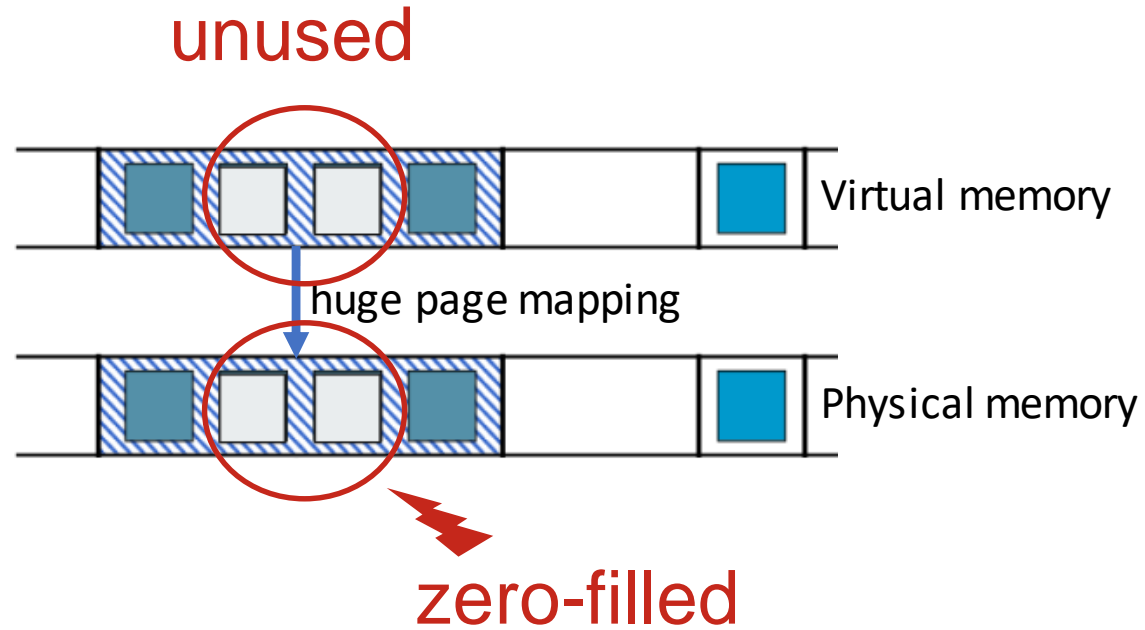 unused
Virtual memory
huge page mapping
Physical memory
zero-filled